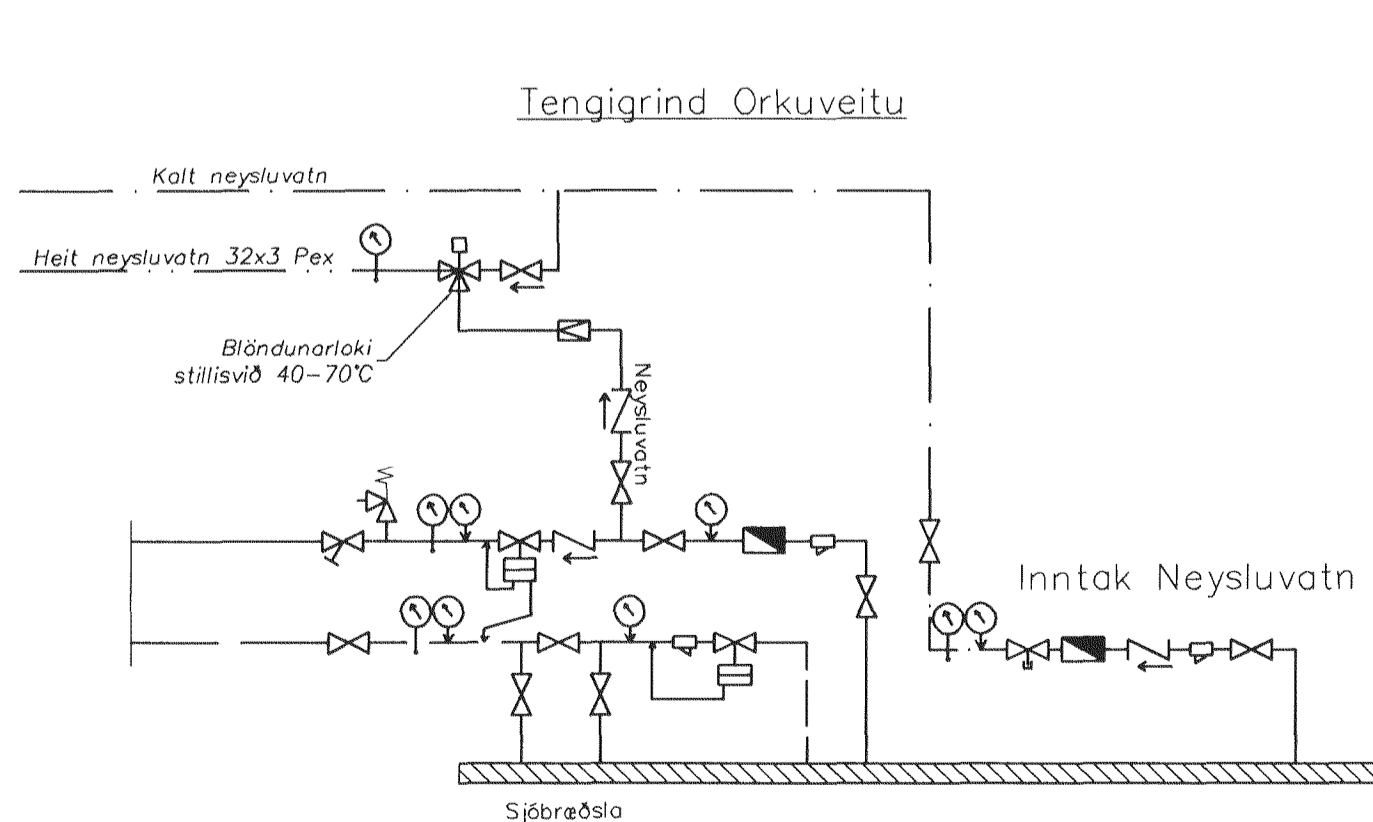 Tengigrind Orkuveitu
Kalt neysluvatn
Heit neysluvatn 32x3 Pex
Blöndunarloki
stillisvið 40-70°C
Neysluvatn
Inntak Neysluvatn
Sjóbræðsla